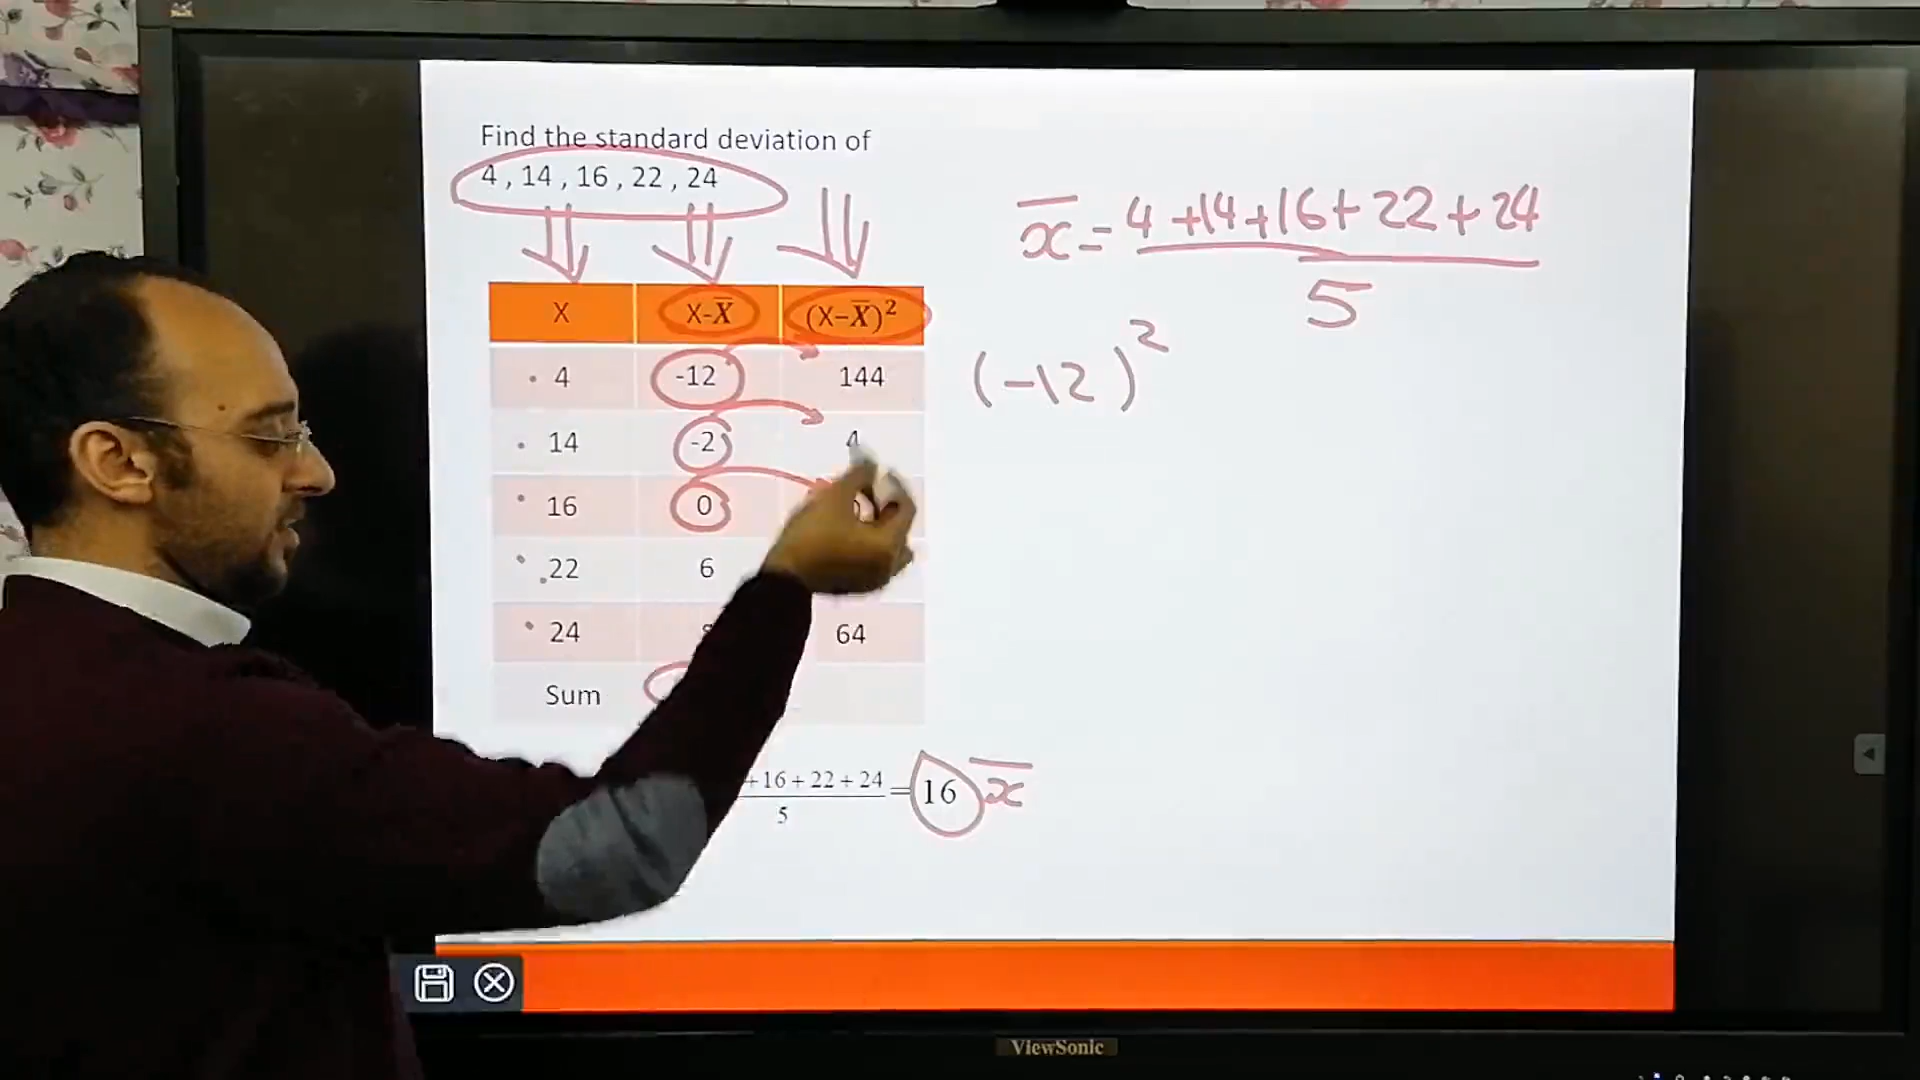 Find the standard deviation of
4 , 14 , 16 , 22 , 24
x̄ = 4 + 14 + 16 + 22 + 24
5
X X-X̄ (X-X̄)²
4 -12 144
(-12)²
14 -2 4
16 0
22 6
24 64
Sum
+ 16 + 22 + 24
5
= 16 x̄
ViewSonic